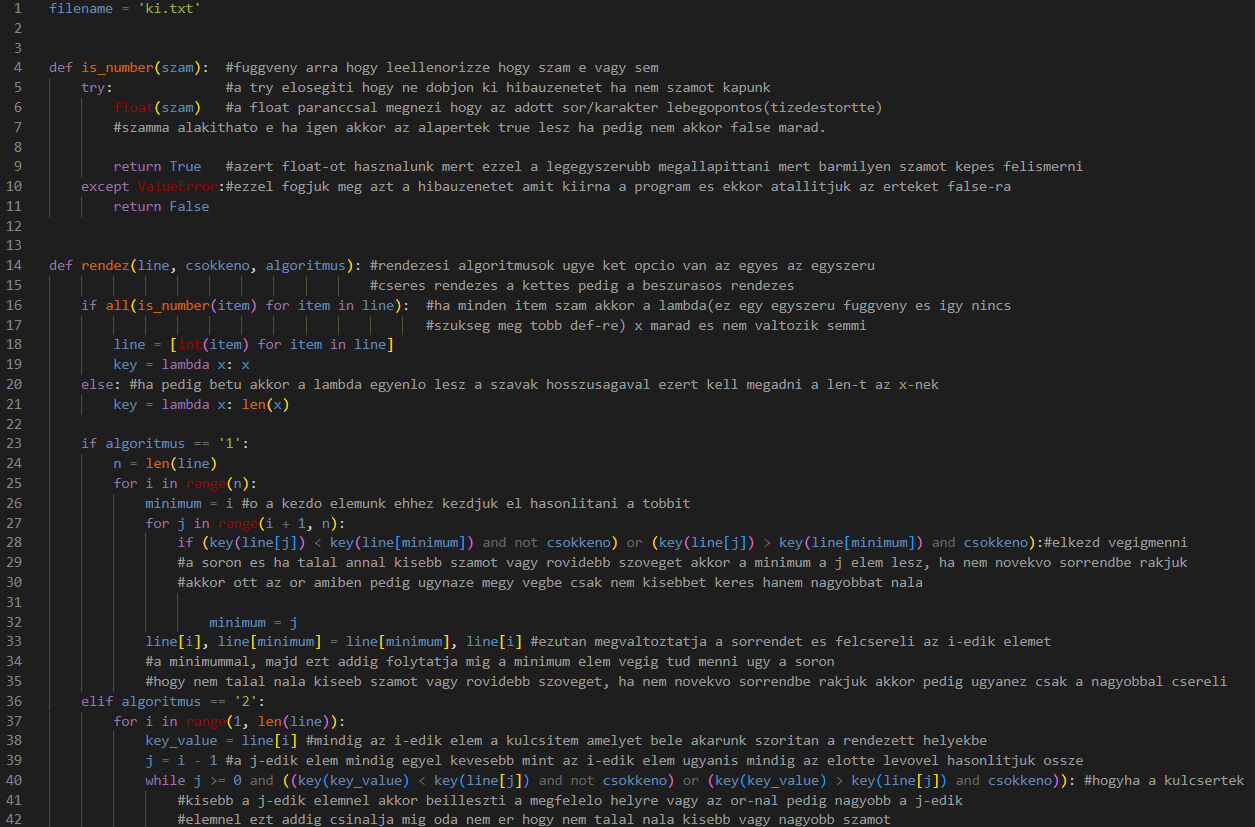 1 filename = 'ki.txt'
2
3
4 def is_number(szam): #fuggveny arra hogy leellenorizze hogy szam e vagy sem
5 try: #a try elosegiti hogy ne dobjon ki hibauzenetet ha nem szamot kapunk
6 float(szam) #a float paranccsal megnezi hogy az adott sor/karakter lebegopontos(tizedestortte)
7 #szamma alakithato e ha igen akkor az alapertek true lesz ha pedig nem akkor false marad.
8
9 return True #azert float-ot hasznalunk mert ezzel a legegyszerubb megallapittani mert barmilyen szamot kepes felismerni
10 except ValueError:#ezzel fogjuk meg azt a hibauzenetet amit kiirna a program es ekkor atallitjuk az erteket false-ra
11 return False
12
13
14 def rendez(line, csokkeno, algoritmus): #rendezesi algoritmusok ugye ket opcio van az egyes az egyszeru
15 #cseres rendezes a kettes pedig a beszurasos rendezes
16 if all(is_number(item) for item in line): #ha minden item szam akkor a lambda(ez egy egyszeru fuggveny es igy nincs
17 #szukseg meg tobb def-re) x marad es nem valtozik semmi
18 line = [int(item) for item in line]
19 key = lambda x: x
20 else: #ha pedig betu akkor a lambda egyenlo lesz a szavak hosszusagaval ezert kell megadni a len-t az x-nek
21 key = lambda x: len(x)
22
23 if algoritmus == '1':
24 n = len(line)
25 for i in range(n):
26 minimum = i #o a kezdo elemunk ehhez kezdjuk el hasonlitani a tobbit
27 for j in range(i + 1, n):
28 if (key(line[j]) < key(line[minimum]) and not csokkeno) or (key(line[j]) > key(line[minimum]) and csokkeno):#elkezd vegigmenni
29 #a soron es ha talal annal kisebb szamot vagy rovidebb szoveget akkor a minimum a j elem lesz, ha nem novekvo sorrendbe rakjuk
30 #akkor ott az or amiben pedig ugynaze megy vegbe csak nem kisebbet keres hanem nagyobbat nala
31
32 minimum = j
33 line[i], line[minimum] = line[minimum], line[i] #ezutan megvaltoztatja a sorrendet es felcsereli az i-edik elemet
34 #a minimummal, majd ezt addig folytatja mig a minimum elem vegig tud menni ugy a soron
35 #hogy nem talal nala kiseeb szamot vagy rovidebb szoveget, ha nem novekvo sorrendbe rakjuk akkor pedig ugyanez csak a nagyobbal csereli
36 elif algoritmus == '2':
37 for i in range(1, len(line)):
38 key_value = line[i] #mindig az i-edik elem a kulcsitem amelyet bele akarunk szoritan a rendezett helyekbe
39 j = i - 1 #a j-edik elem mindig egyel kevesebb mint az i-edik elem ugyanis mindig az elotte levovel hasonlitjuk ossze
40 while j >= 0 and ((key(key_value) < key(line[j]) and not csokkeno) or (key(key_value) > key(line[j]) and csokkeno)): #hogyha a kulcsertek
41 #kisebb a j-edik elemnel akkor beilleszti a megfelelo helyre vagy az or-nal pedig nagyobb a j-edik
42 #elemnel ezt addig csinalja mig oda nem er hogy nem talal nala kisebb vagy nagyobb szamot